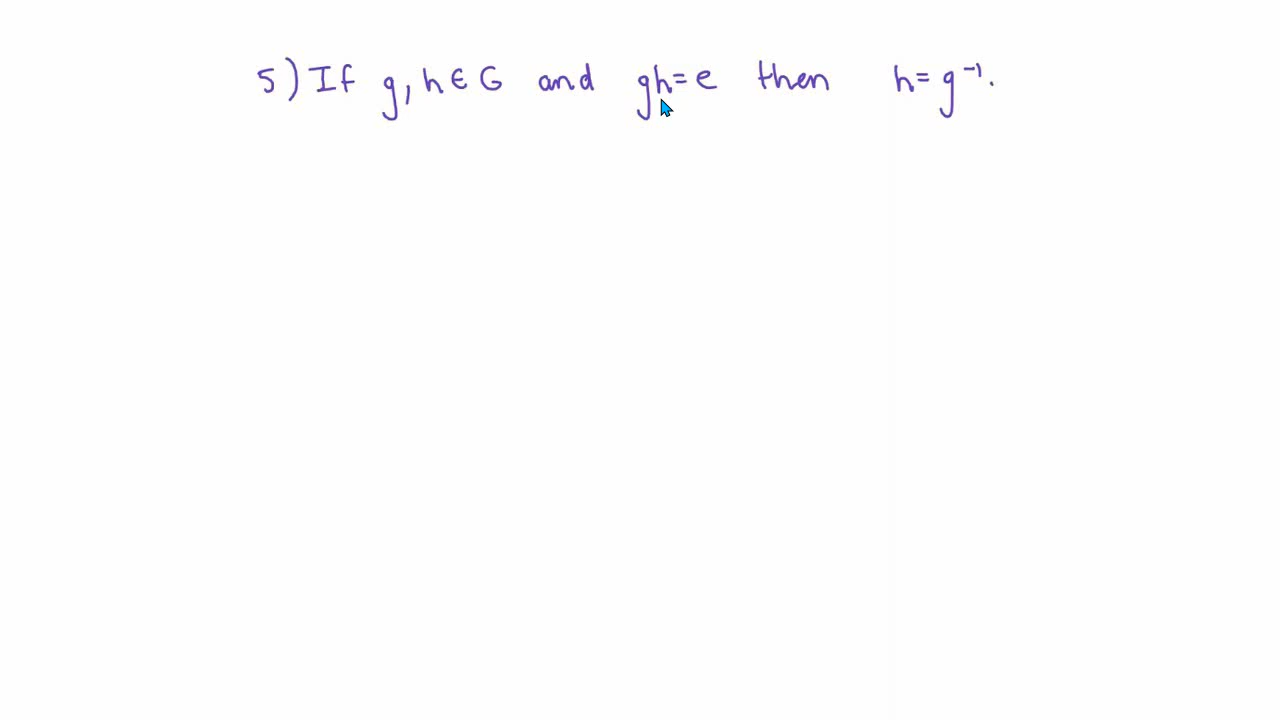 5) If g, h ∈ G and gh = e then h = g⁻¹.